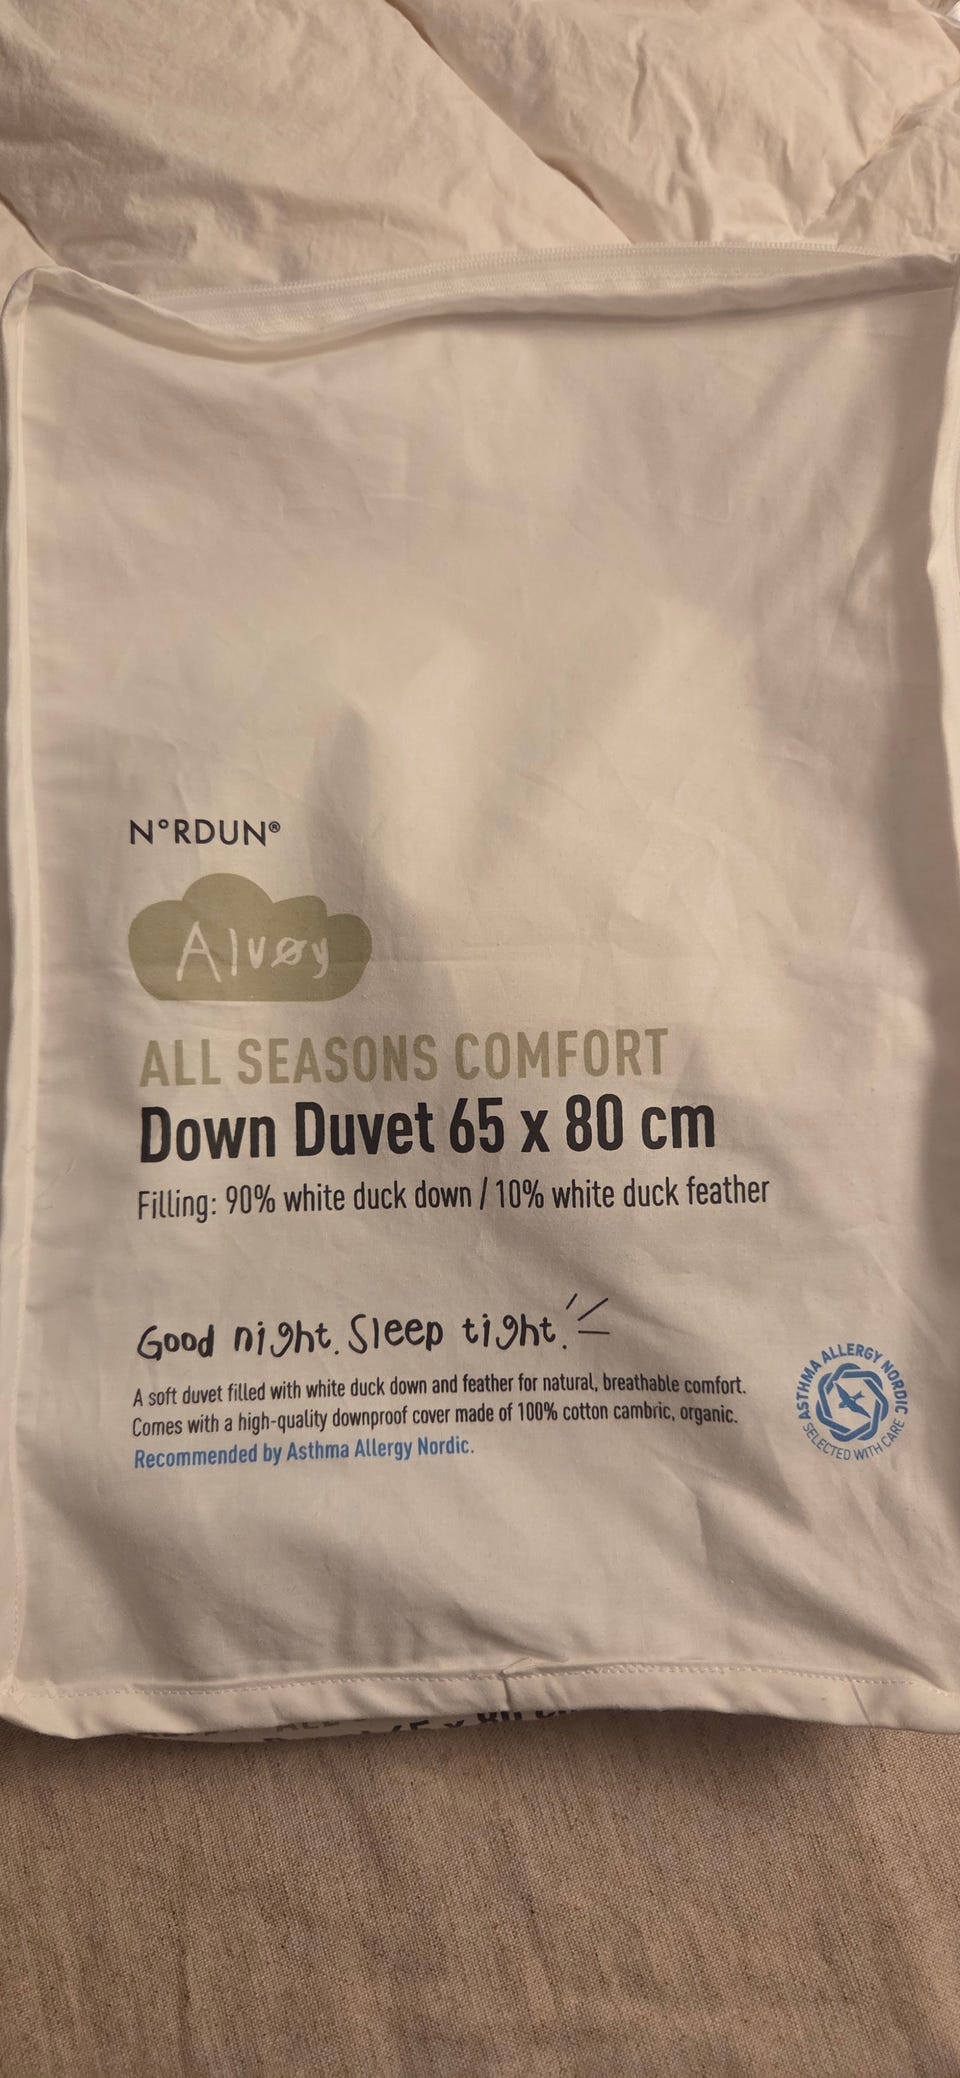 N°RDUN®
Alvøy
ALL SEASONS COMFORT
Down Duvet 65 x 80 cm
Filling: 90% white duck down / 10% white duck feather
Good night. Sleep tight.
A soft duvet filled with white duck down and feather for natural, breathable comfort.
Comes with a high-quality downproof cover made of 100% cotton cambric, organic.
Recommended by Asthma Allergy Nordic.
ASTHMA ALLERGY NORDIC
SELECTED WITH CARE